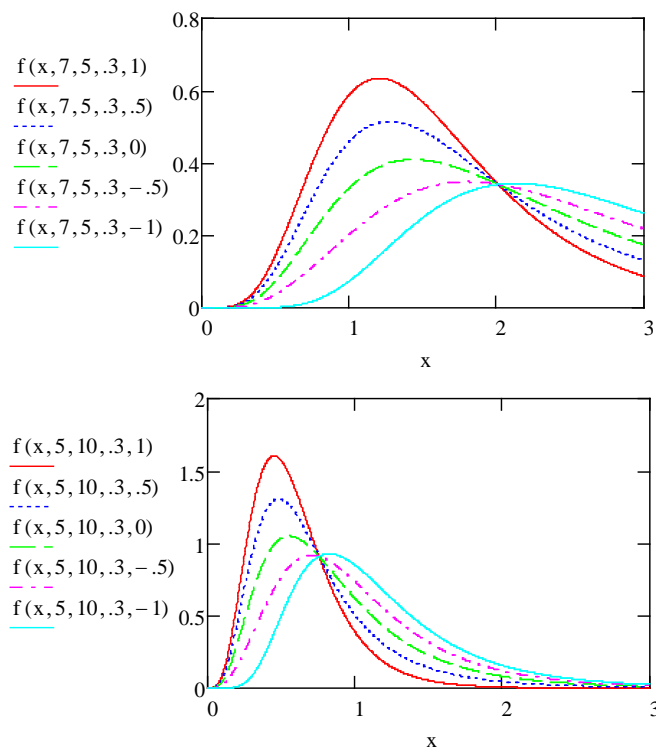 0.8
f(x,7,5,.3,1)
0.6
f(x,7,5,.3,.5)
f(x,7,5,.3,0)
0.4
f(x,7,5,.3,-.5)
0.2
f(x,7,5,.3,-1)
0
0 1 2 3
x
2
f(x,5,10,.3,1)
1.5
f(x,5,10,.3,.5)
f(x,5,10,.3,0)
1
f(x,5,10,.3,-.5)
0.5
f(x,5,10,.3,-1)
0
0 1 2 3
x